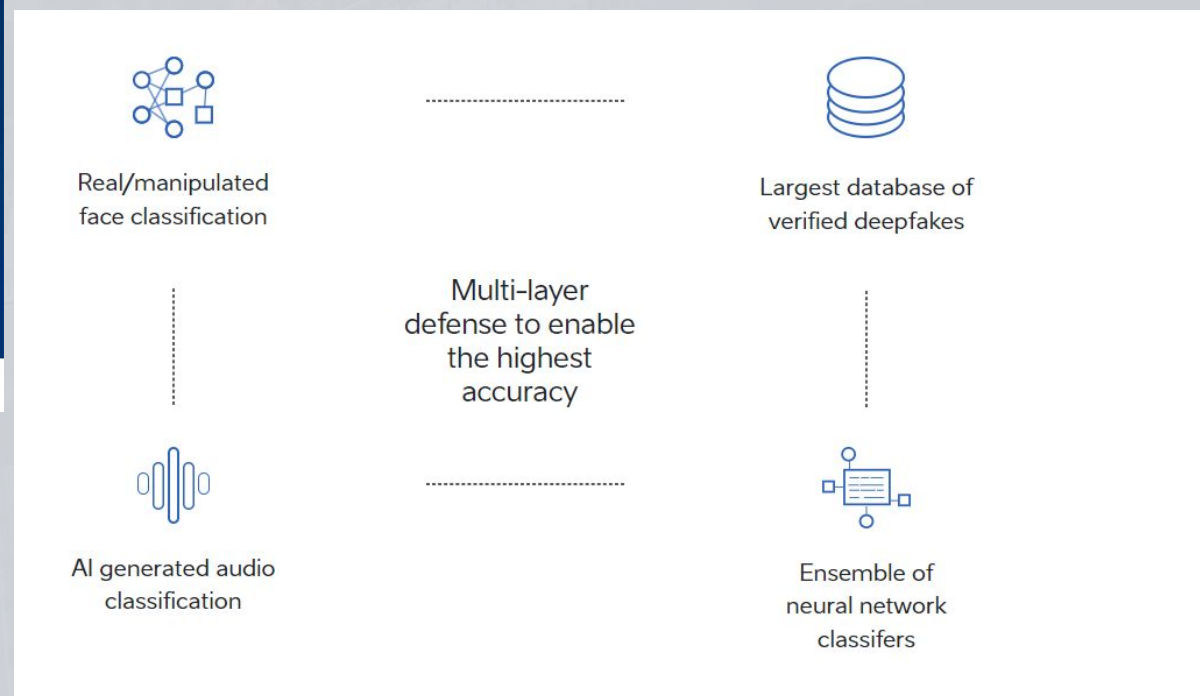 Real/manipulated
face classification
Largest database of
verified deepfakes
Multi-layer
defense to enable
the highest
accuracy
AI generated audio
classification
Ensemble of
neural network
classifers